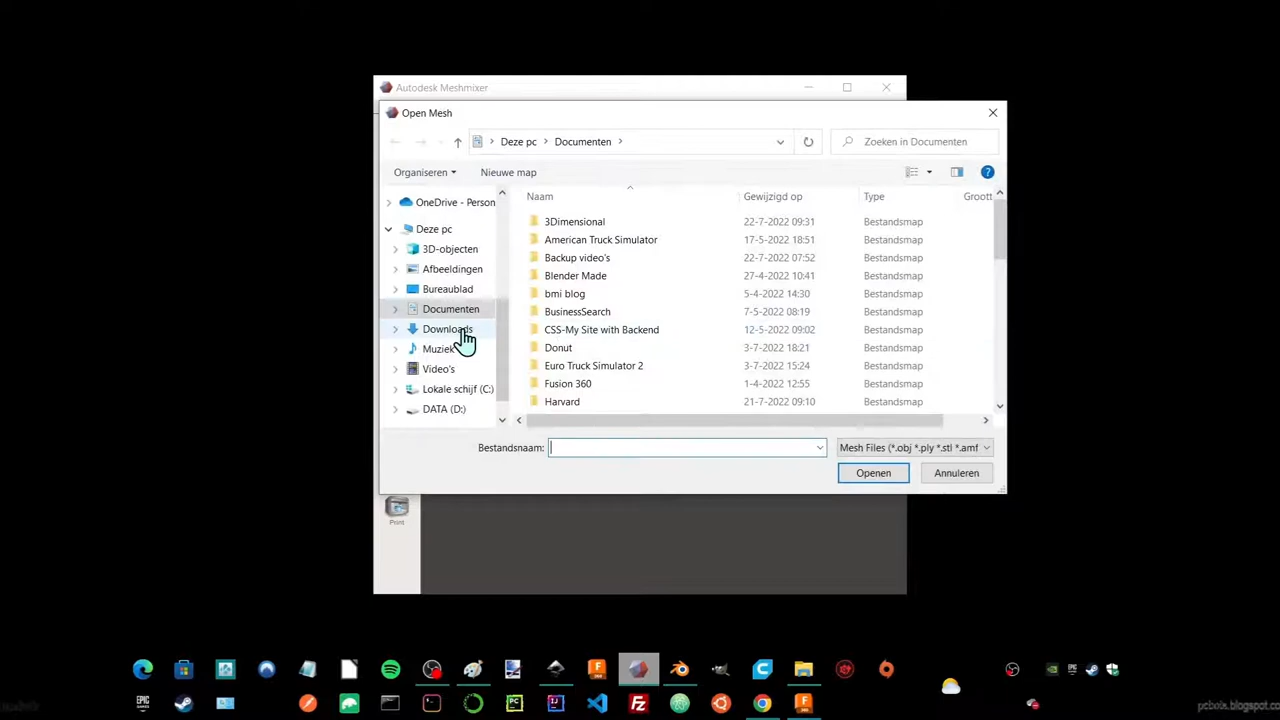 Autodesk Meshmixer
Open Mesh
Deze pc
Documenten
Zoeken in Documenten
Organiseren
Nieuwe map
OneDrive - Person
Deze pc
3D-objecten
Afbeeldingen
Bureaublad
Documenten
Downloads
Muziek
Video's
Lokale schijf (C:)
DATA (D:)
Naam Gewijzigd op Type Groott
3Dimensional 22-7-2022 09:31 Bestandsmap
American Truck Simulator 17-5-2022 18:51 Bestandsmap
Backup video's 22-7-2022 07:52 Bestandsmap
Blender Made 27-4-2022 10:41 Bestandsmap
bmi blog 5-4-2022 14:30 Bestandsmap
BusinessSearch 7-5-2022 08:19 Bestandsmap
CSS-My Site with Backend 12-5-2022 09:02 Bestandsmap
Donut 3-7-2022 18:21 Bestandsmap
Euro Truck Simulator 2 3-7-2022 15:24 Bestandsmap
Fusion 360 1-4-2022 12:55 Bestandsmap
Harvard 21-7-2022 09:10 Bestandsmap
Bestandsnaam:
Mesh Files (*.obj *.ply *.stl *.amf
Openen
Annuleren
Print
EPIC GAMES
PC